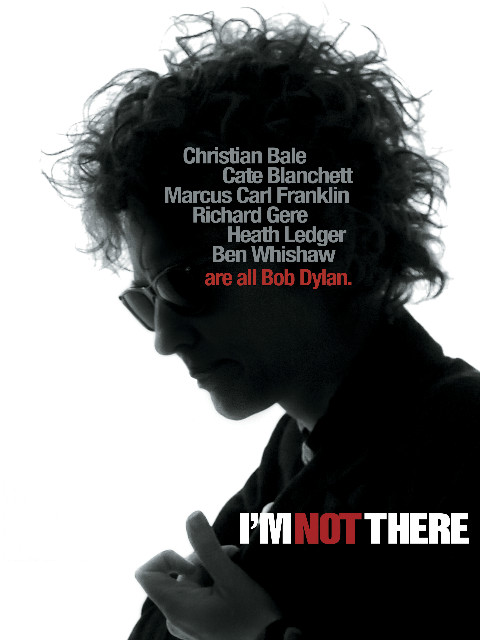 Christian Bale
Cate Blanchett
Marcus Carl Franklin
Richard Gere
Heath Ledger
Ben Whishaw
are all Bob Dylan.
I'M NOT THERE